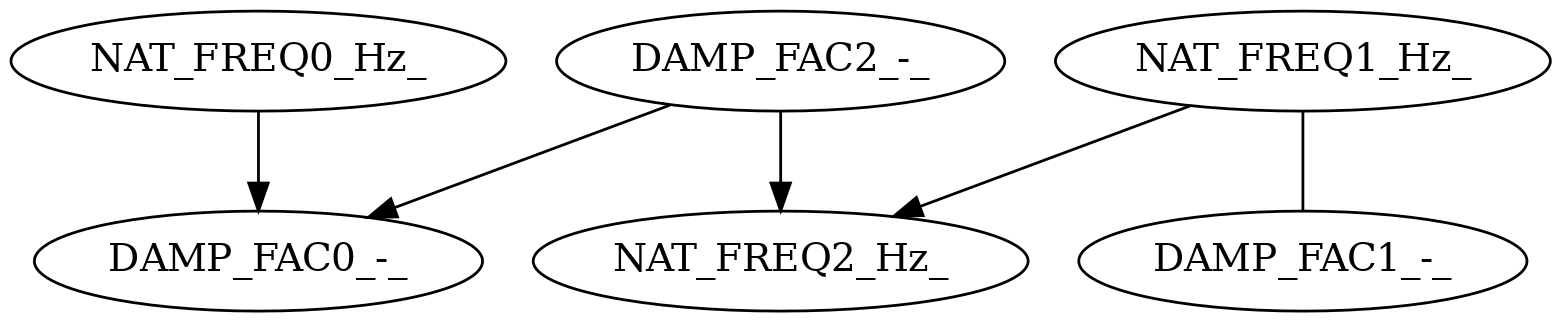 NAT_FREQ0_Hz_
DAMP_FAC2_-_
NAT_FREQ1_Hz_
DAMP_FAC0_-_
NAT_FREQ2_Hz_
DAMP_FAC1_-_